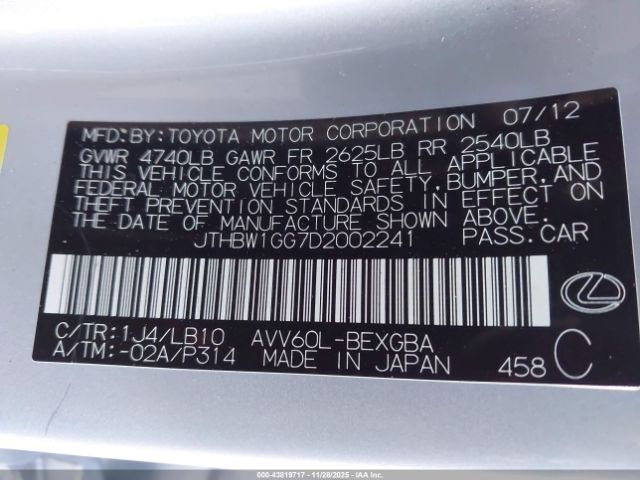 MFD.BY:TOYOTA MOTOR CORPORATION 07/12
GVWR 4740LB GAWR FR 2625LB RR 2540LB
THIS VEHICLE CONFORMS TO ALL APPLICABLE
FEDERAL MOTOR VEHICLE SAFETY,BUMPER,AND
THEFT PREVENTION STANDARDS IN EFFECT ON
THE DATE OF MANUFACTURE SHOWN ABOVE.
JTHBW1GG7D2002241 PASS.CAR
C/TR:1J4/LB10 AVV60L-BEXGBA
A/TM:-02A/P314 MADE IN JAPAN 458 C
000-43819717 - 11/28/2025 - IAAI.com